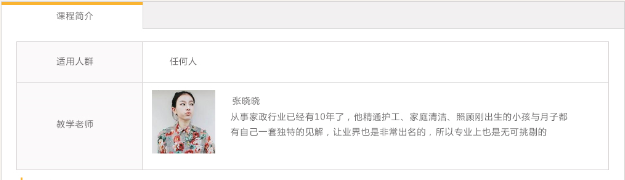 课程简介
适用人群
任何人
教学老师
张晓晓
从事家政行业已经有10年了，他精通护工、家庭清洁、照顾刚出生的小孩与月子都
有自己一套独特的见解，让业界也是非常出名的，所以专业上也是无可挑剔的